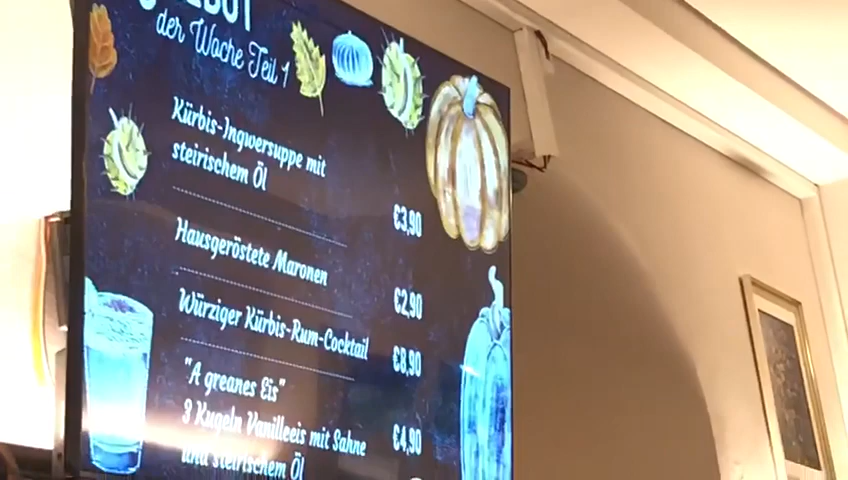 der Woche Teil 1
Kürbis-Ingwersuppe mit
steirischem Öl
€3,90
Hausgeröstete Maronen
€2,90
Würziger Kürbis-Rum-Cocktail
€8,90
"A greanes Eis"
3 Kugeln Vanilleeis mit Sahne
und steirischem Öl
€4,90